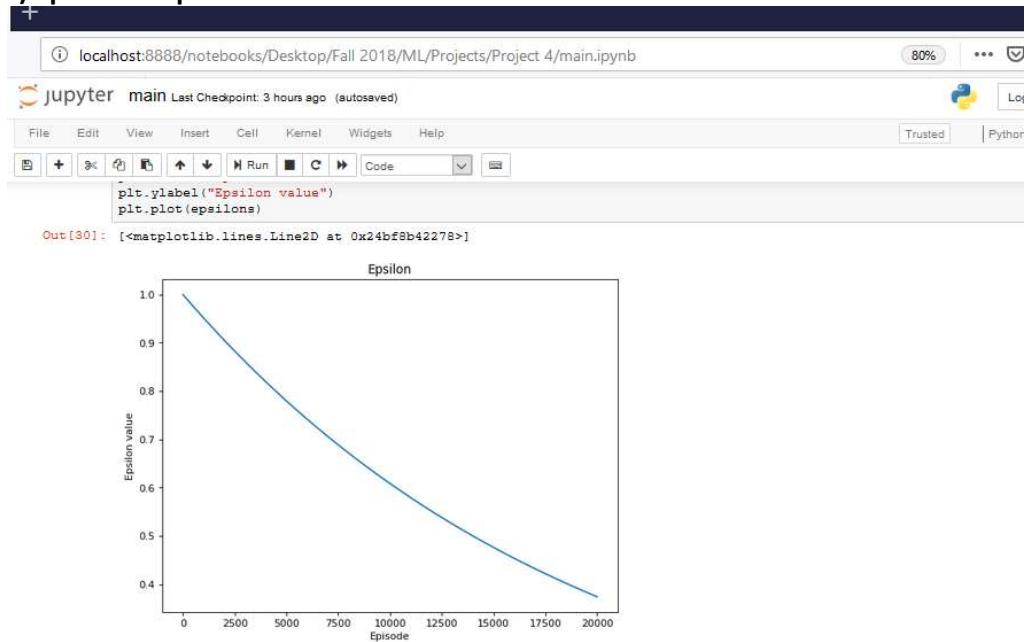 localhost:8888/notebooks/Desktop/Fall 2018/ML/Projects/Project 4/main.ipynb 80%
jupyter main Last Checkpoint: 3 hours ago (autosaved)
File Edit View Insert Cell Kernel Widgets Help Trusted Python
Run Code
plt.ylabel("Epsilon value")
plt.plot(epsilons)
Out[30]: [<matplotlib.lines.Line2D at 0x24bf8b42278>]
Epsilon
1.0
0.9
0.8
0.7
0.6
0.5
0.4
Epsilon value
0 2500 5000 7500 10000 12500 15000 17500 20000
Episode